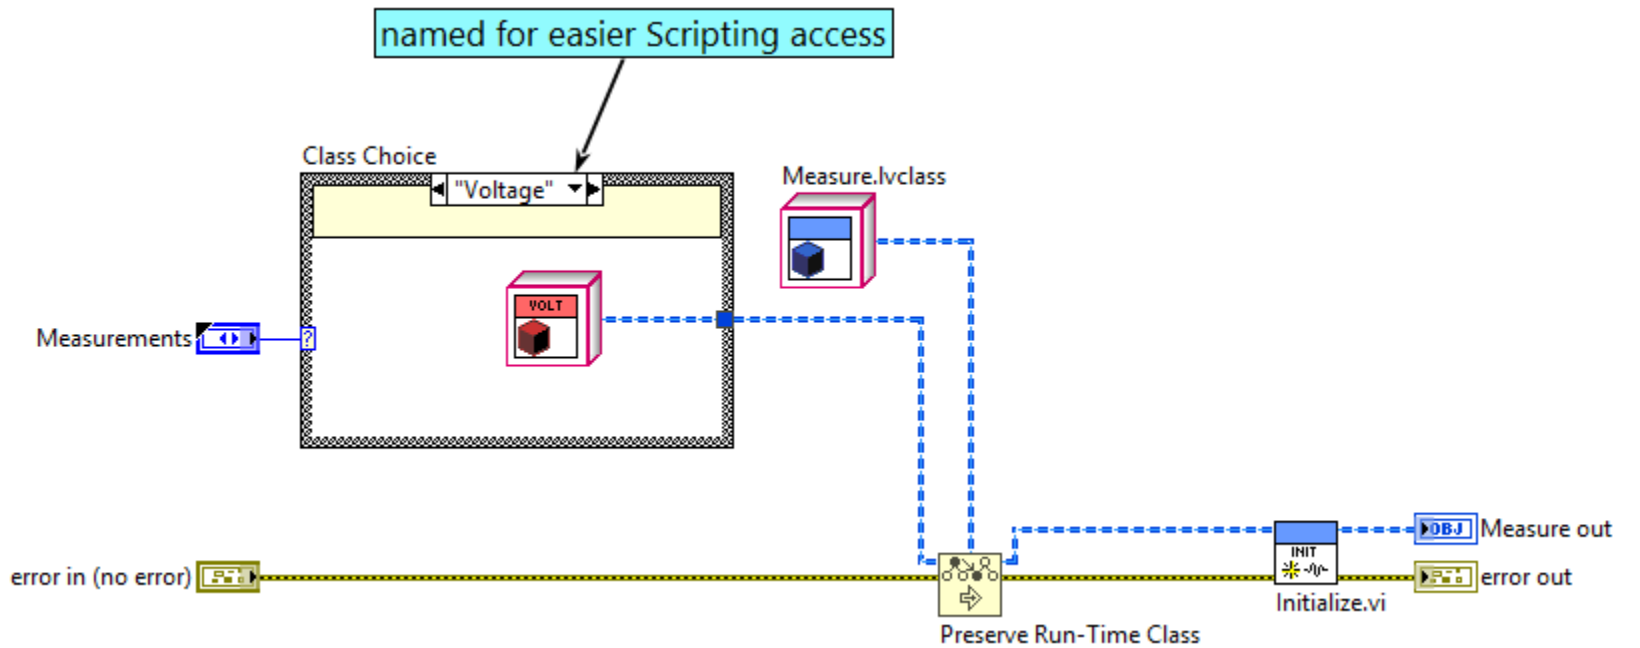 named for easier Scripting access
Class Choice
"Voltage"
Measure.lvclass
VOLT
Measurements
?
OBJ
Measure out
INIT
error in (no error)
error out
Initialize.vi
Preserve Run-Time Class